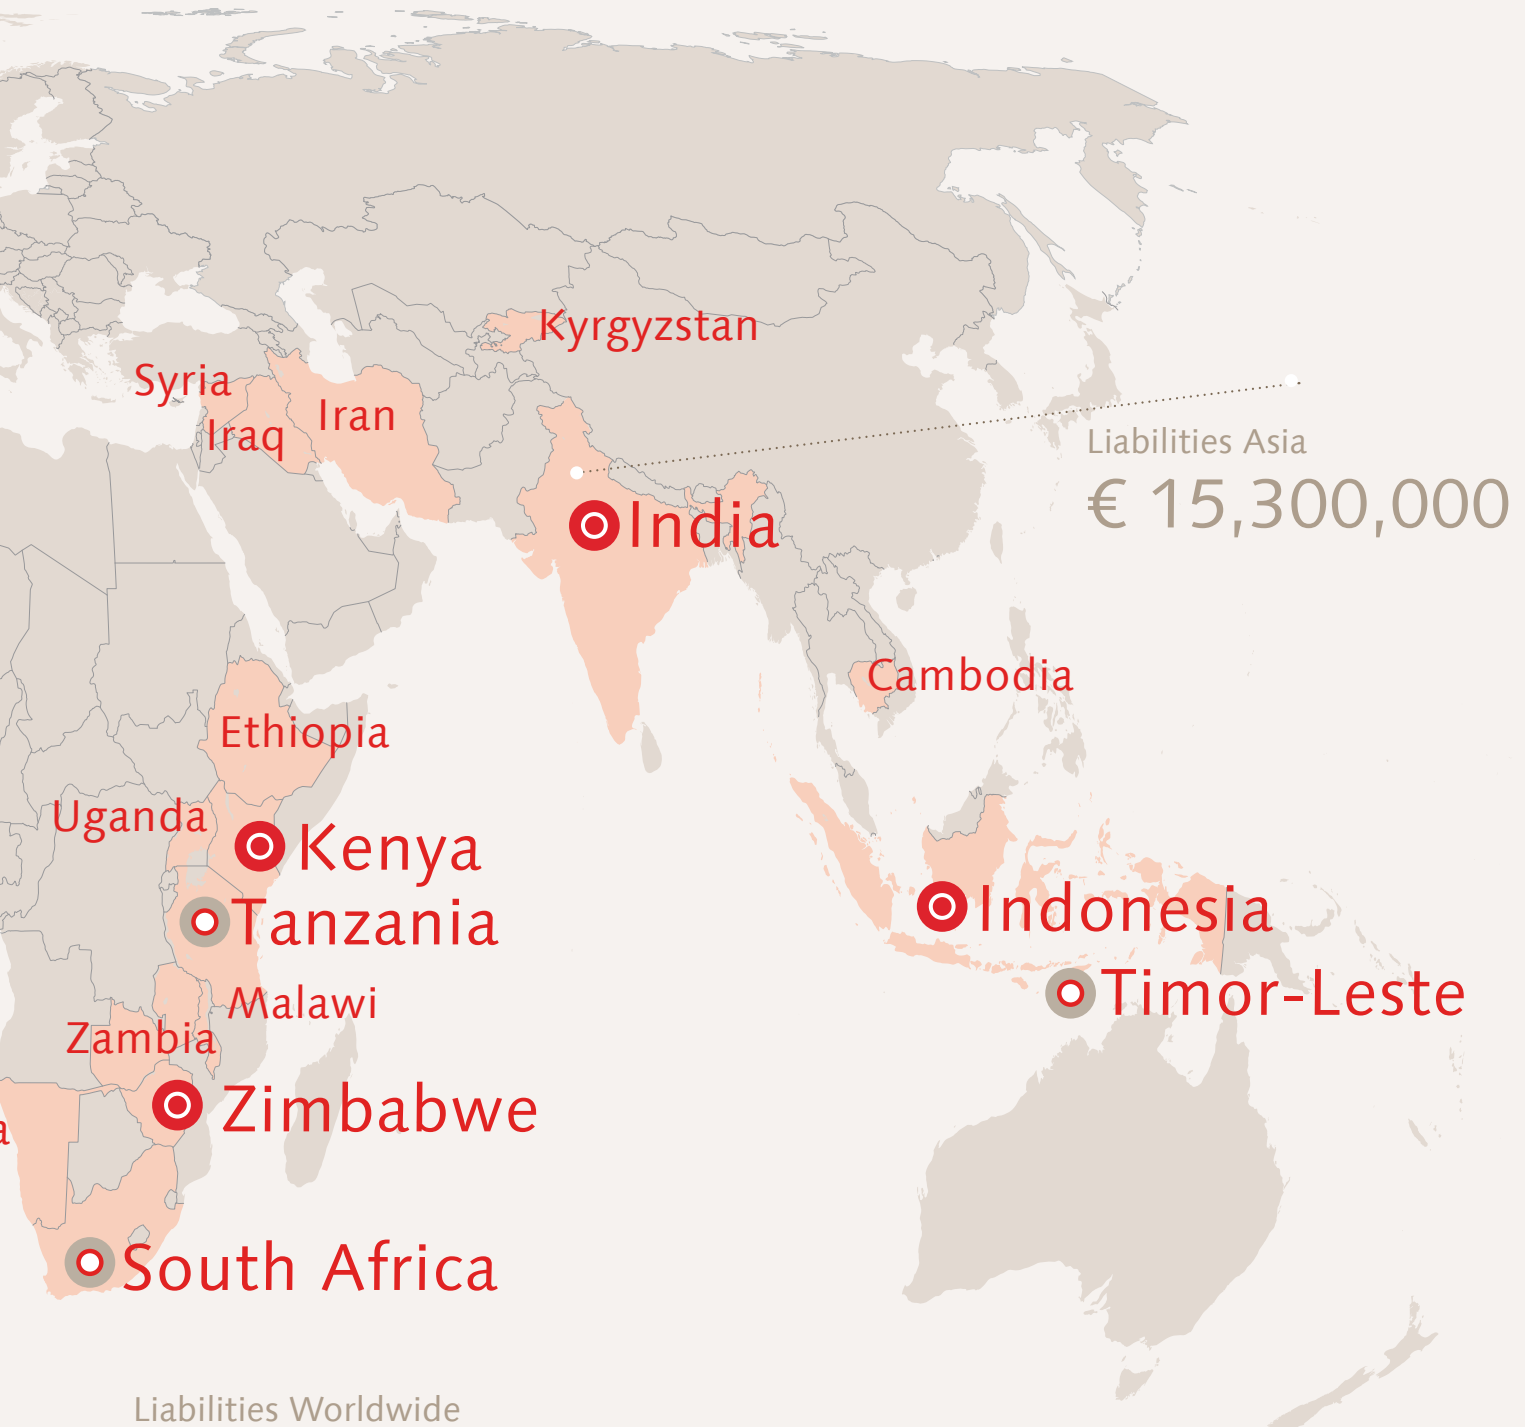 Kyrgyzstan
Syria
Iraq
Iran
Liabilities Asia
€ 15,300,000
India
Cambodia
Ethiopia
Uganda
Kenya
Tanzania
Indonesia
Timor-Leste
Malawi
Zambia
Zimbabwe
a
South Africa
Liabilities Worldwide